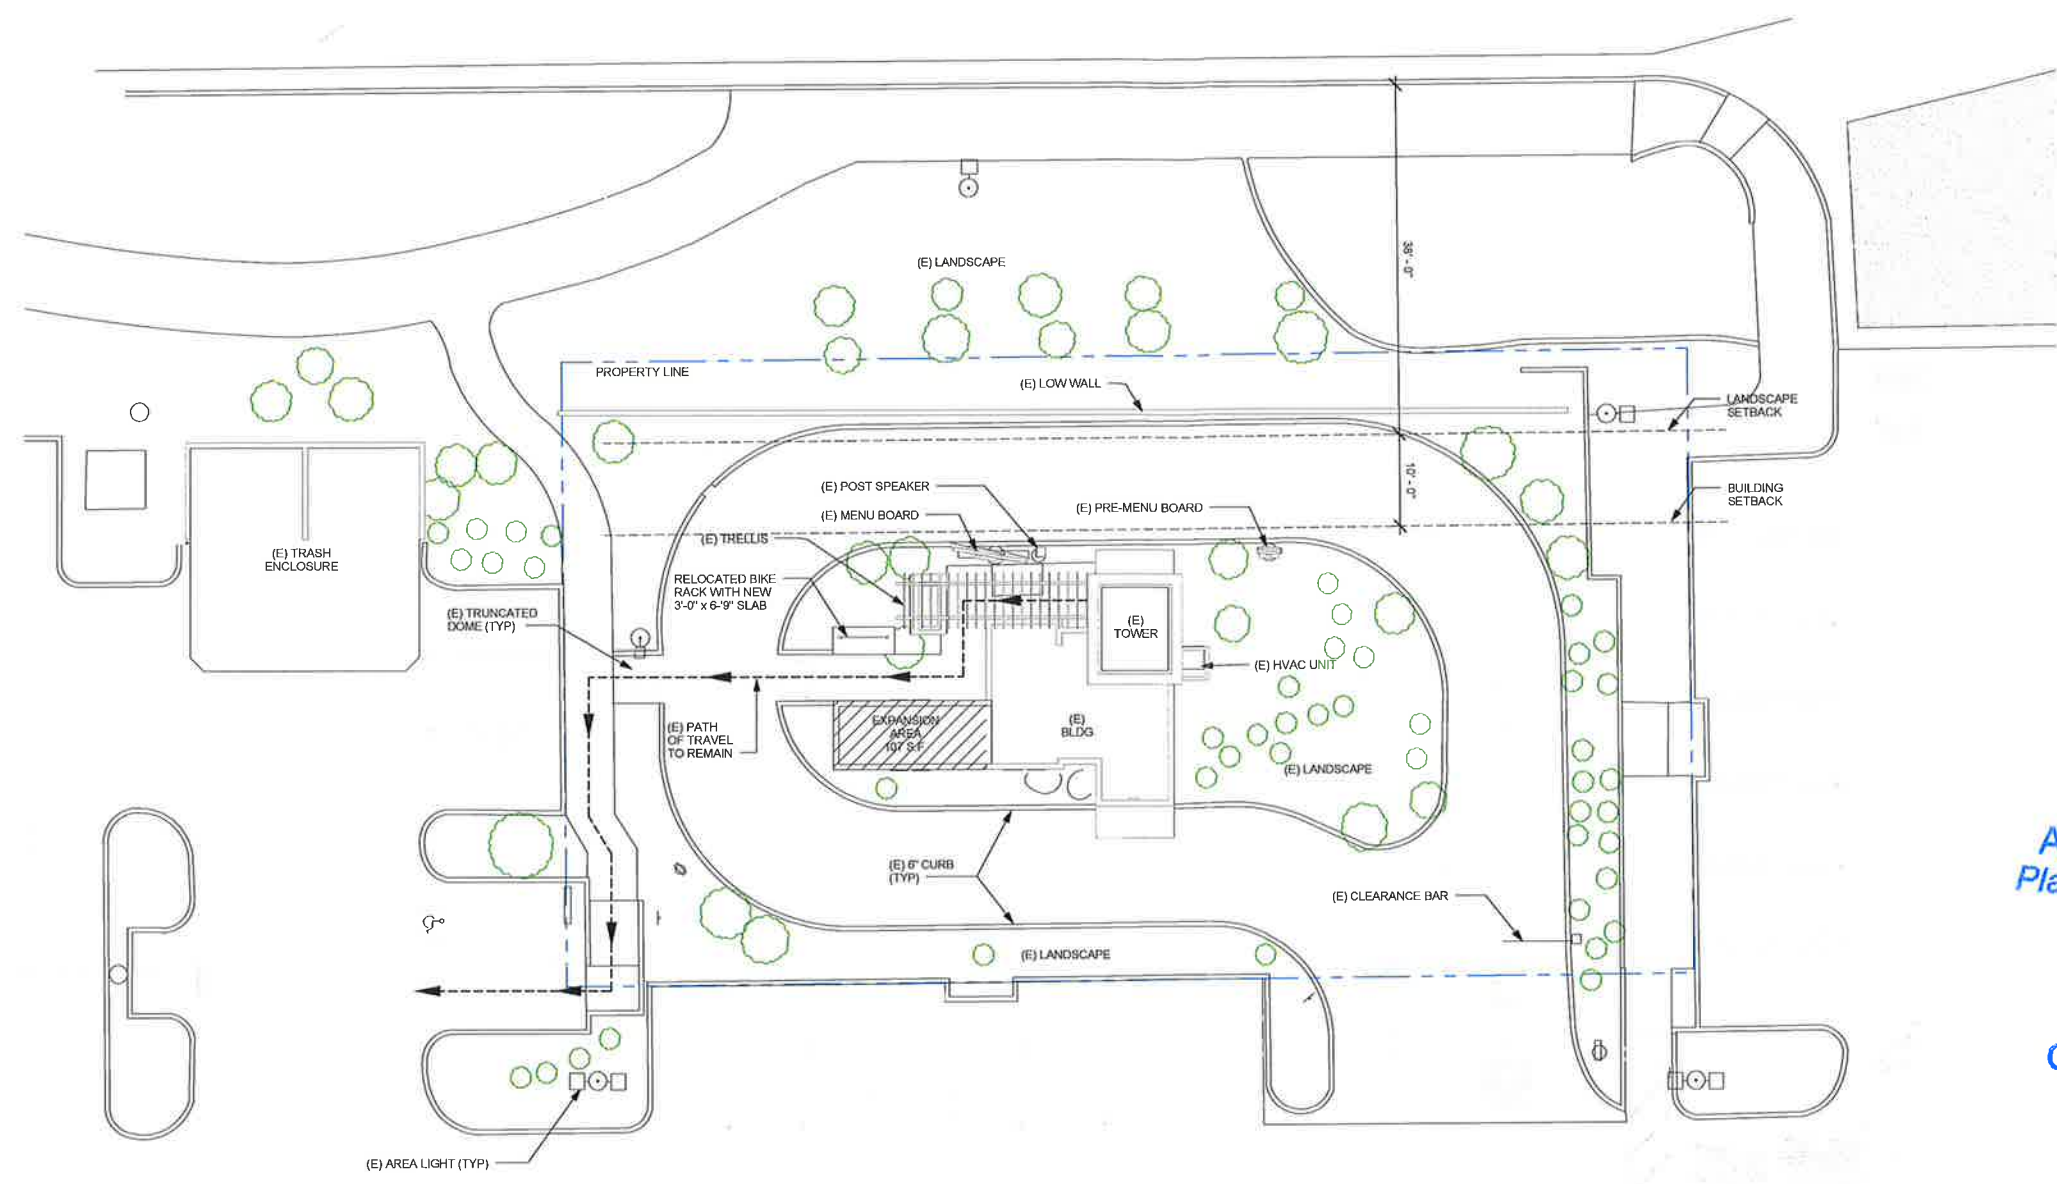 38'-0"
(E) LANDSCAPE
PROPERTY LINE
(E) LOW WALL
LANDSCAPE
SETBACK
10'-0"
(E) POST SPEAKER
(E) MENU BOARD
(E) PRE-MENU BOARD
BUILDING
SETBACK
(E) TRELLIS
(E) TRASH
ENCLOSURE
RELOCATED BIKE
RACK WITH NEW
3'-0" x 6-'9" SLAB
(E) TRUNCATED
DOME (TYP)
(E)
TOWER
(E) HVAC UNIT
(E) PATH
OF TRAVEL
TO REMAIN
EXPANSION
AREA
107 S.F.
(E)
BLDG
(E) LANDSCAPE
(E) 6" CURB
(TYP)
(E) CLEARANCE BAR
(E) LANDSCAPE
(E) AREA LIGHT (TYP)